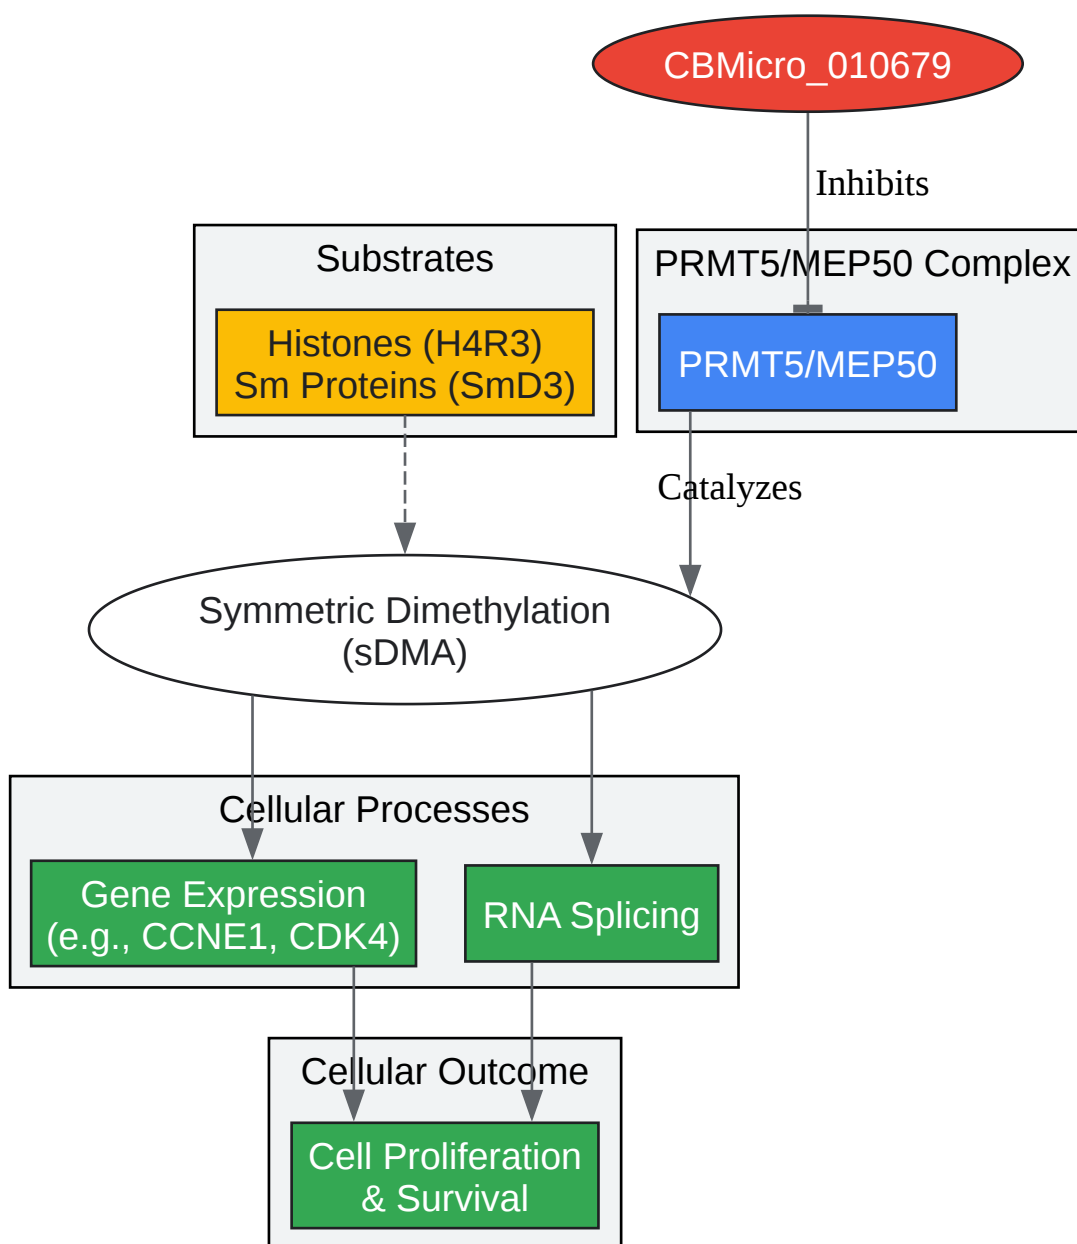 CBMicro_010679
Inhibits
Substrates
PRMT5/MEP50 Complex
Histones (H4R3)
Sm Proteins (SmD3)
PRMT5/MEP50
Catalyzes
Symmetric Dimethylation
(sDMA)
Cellular Processes
Gene Expression
(e.g., CCNE1, CDK4)
RNA Splicing
Cellular Outcome
Cell Proliferation
& Survival